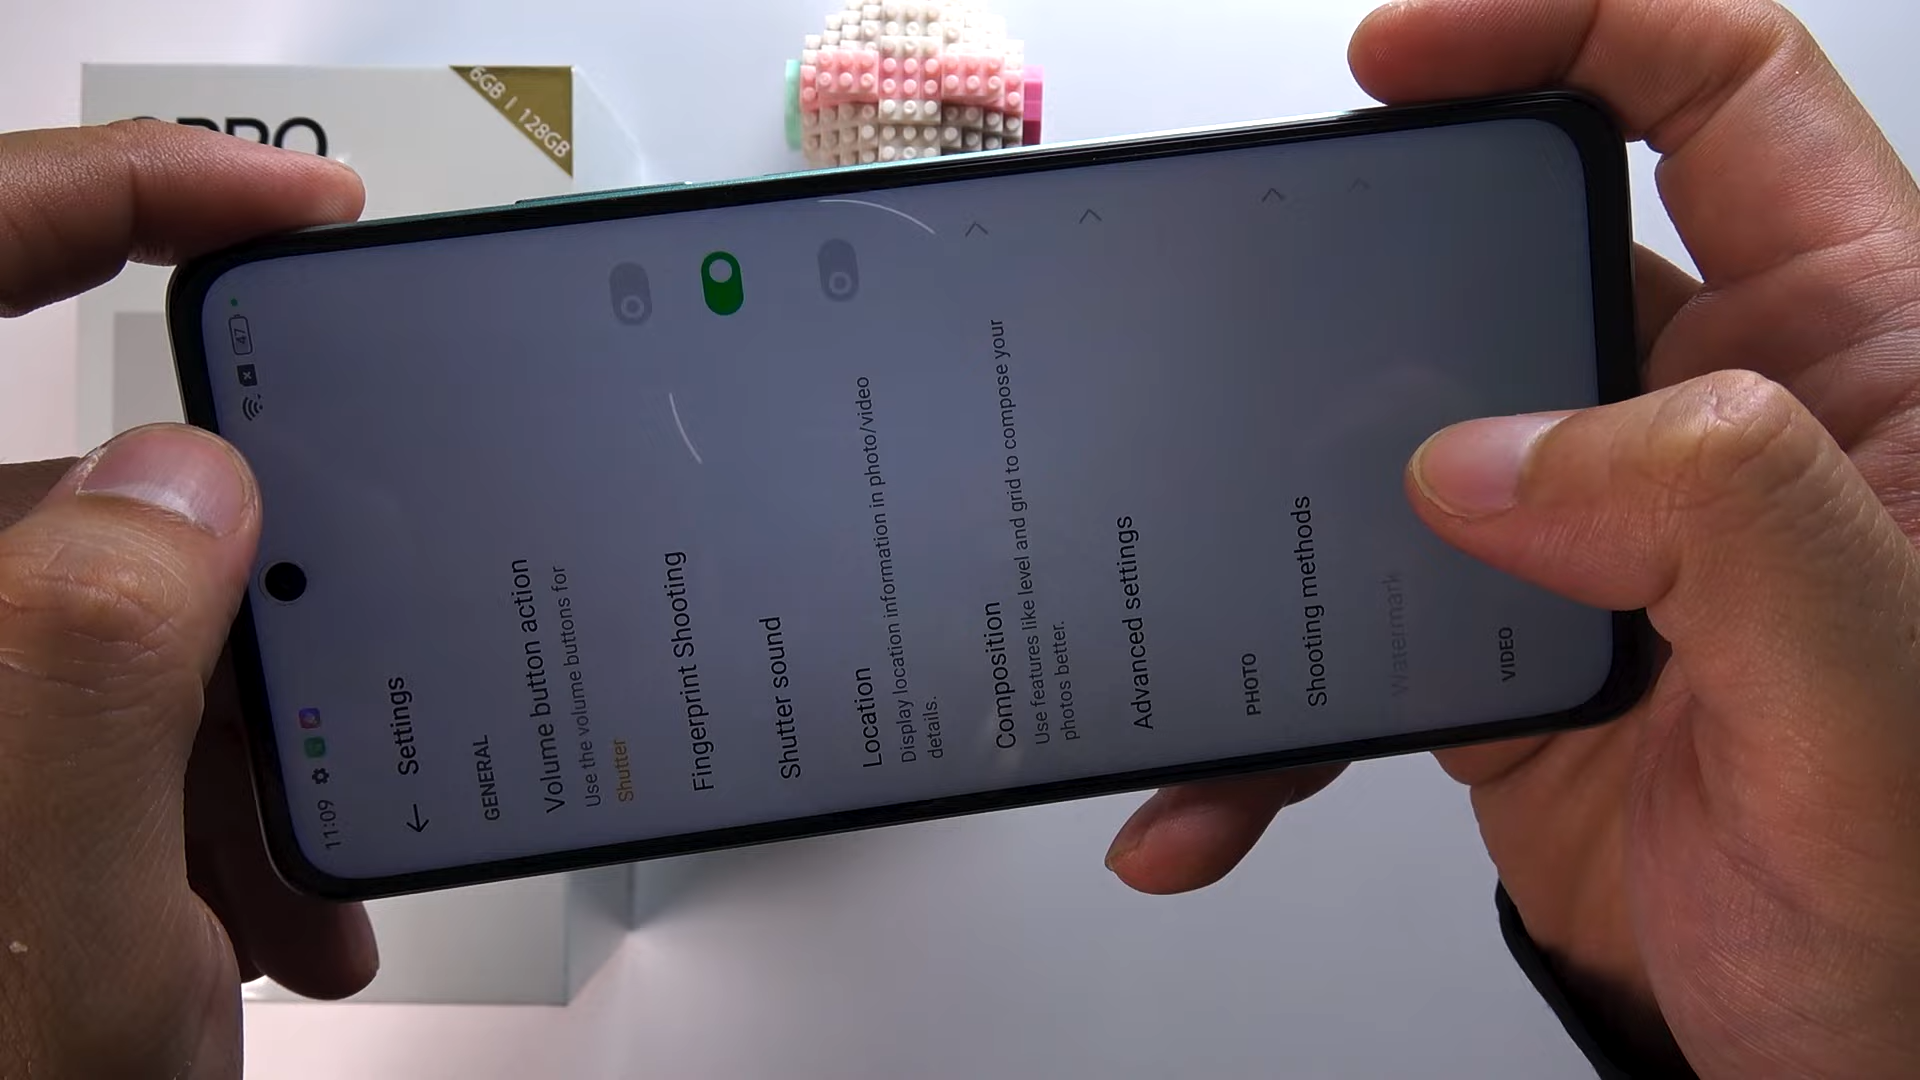 6GB | 128GB
11:09
47
Settings
GENERAL
Volume button action
Use the volume buttons for
Shutter
Fingerprint Shooting
Shutter sound
Location
Display location information in photo/video
details.
Composition
Use features like level and grid to compose your
photos better.
Advanced settings
PHOTO
Shooting methods
Watermark
VIDEO